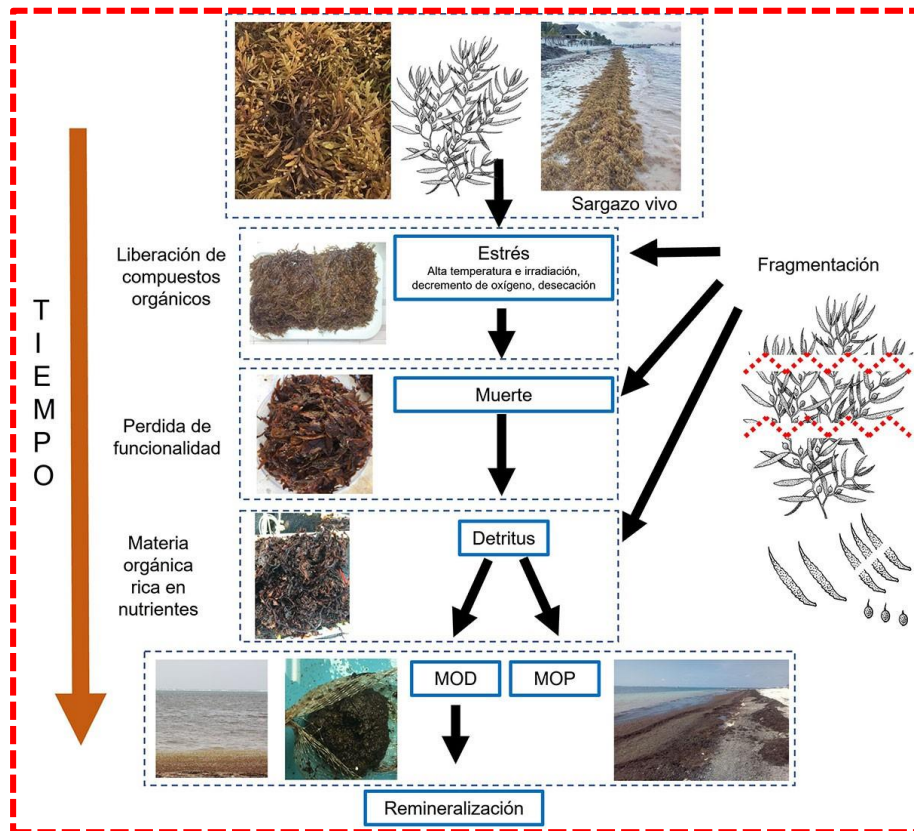 Sargazo vivo
TIEMPO
Liberación de
compuestos
orgánicos
Estrés
Alta temperatura e irradiación,
decremento de oxígeno, desecación
Fragmentación
Perdida de
funcionalidad
Muerte
Materia
orgánica
rica en
nutrientes
Detritus
MOD
MOP
Remineralización